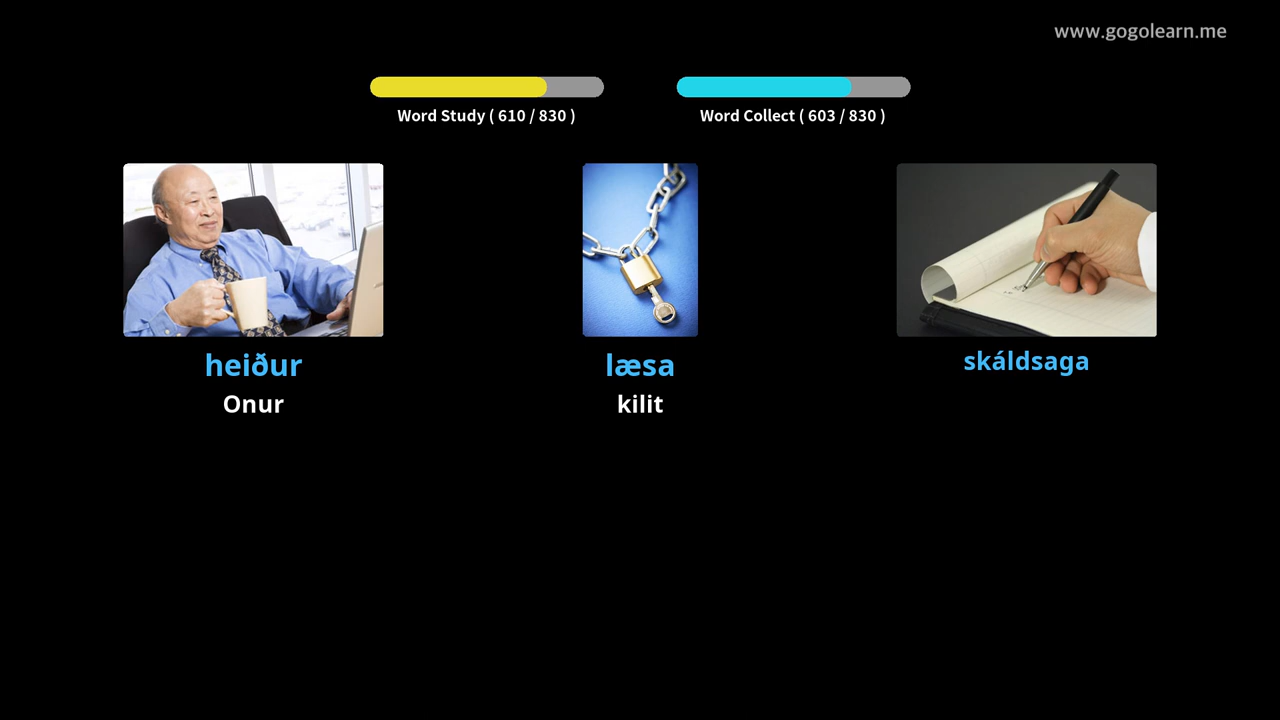 www.gogolearn.me
Word Study ( 610 / 830 )
Word Collect ( 603 / 830 )
heiður
Onur
læsa
kilit
skáldsaga